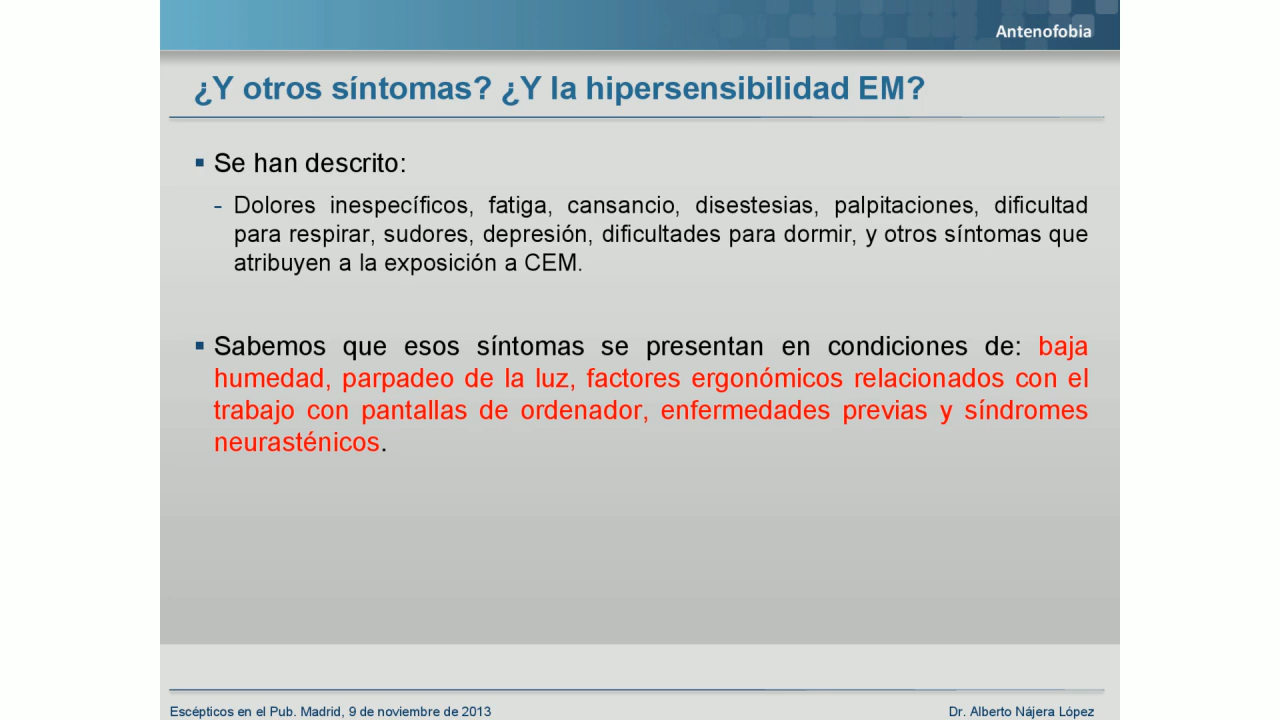 Antenofobia
¿Y otros síntomas? ¿Y la hipersensibilidad EM?
▪ Se han descrito:
- Dolores inespecíficos, fatiga, cansancio, disestesias, palpitaciones, dificultad
para respirar, sudores, depresión, dificultades para dormir, y otros síntomas que
atribuyen a la exposición a CEM.
▪ Sabemos que esos síntomas se presentan en condiciones de: baja
humedad, parpadeo de la luz, factores ergonómicos relacionados con el
trabajo con pantallas de ordenador, enfermedades previas y síndromes
neurasténicos.
Escépticos en el Pub. Madrid, 9 de noviembre de 2013
Dr. Alberto Nájera López